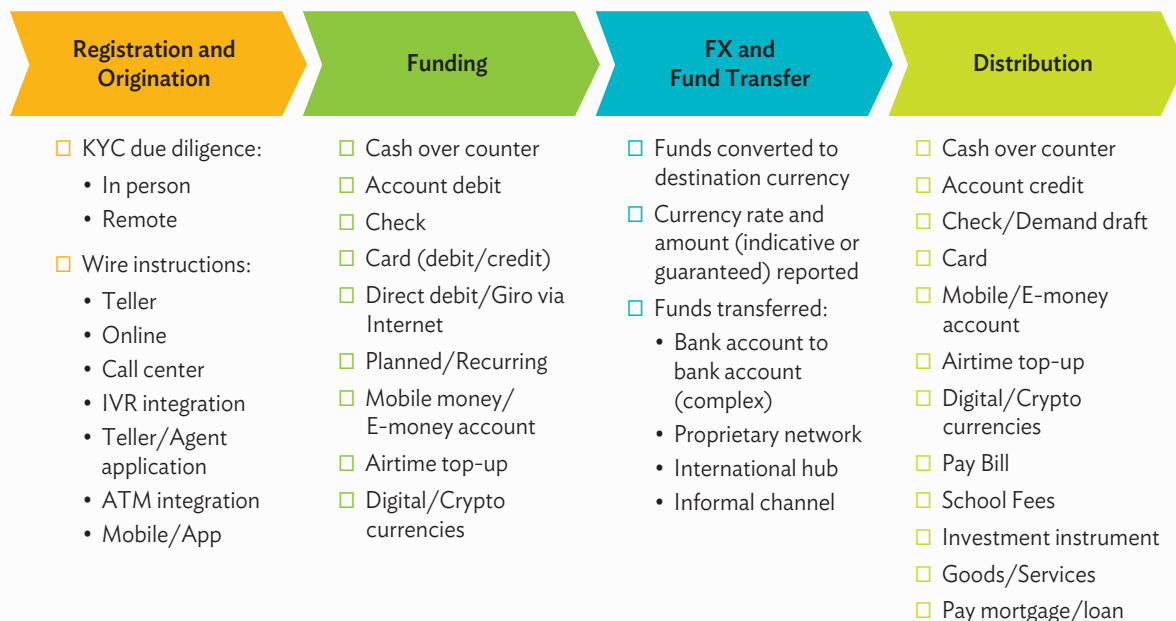 Registration and
Origination
Funding
FX and
Fund Transfer
Distribution
KYC due diligence:
• In person
• Remote
Wire instructions:
• Teller
• Online
• Call center
• IVR integration
• Teller/Agent
application
• ATM integration
• Mobile/App
Cash over counter
Account debit
Check
Card (debit/credit)
Direct debit/Giro via
Internet
Planned/Recurring
Mobile money/
E-money account
Airtime top-up
Digital/Crypto
currencies
Funds converted to
destination currency
Currency rate and
amount (indicative or
guaranteed) reported
Funds transferred:
• Bank account to
bank account
(complex)
• Proprietary network
• International hub
• Informal channel
Cash over counter
Account credit
Check/Demand draft
Card
Mobile/E-money
account
Airtime top-up
Digital/Crypto
currencies
Pay Bill
School Fees
Investment instrument
Goods/Services
Pay mortgage/loan